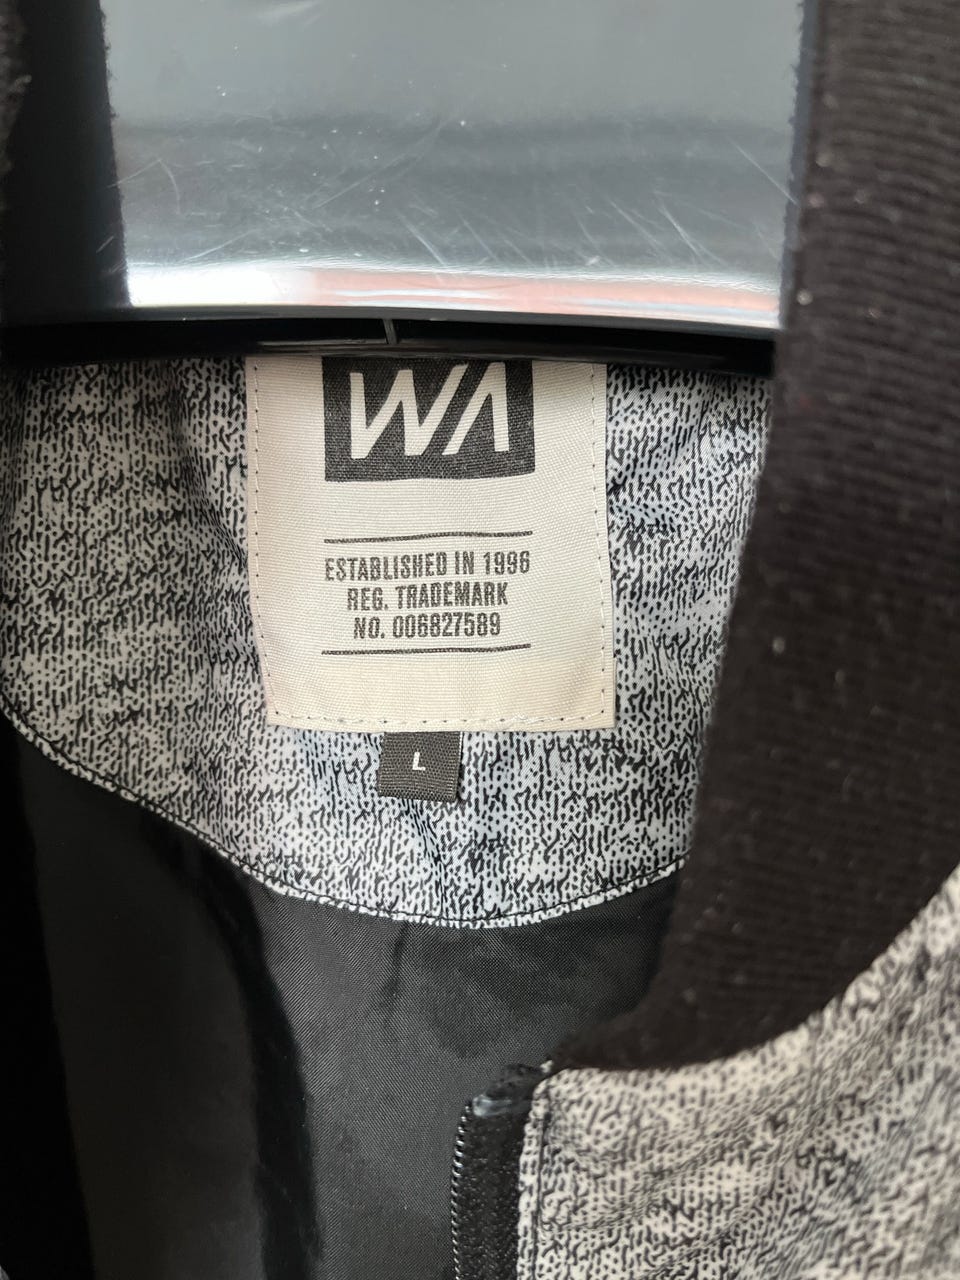 WA
ESTABLISHED IN 1996
REG. TRADEMARK
NO. 006827589
L